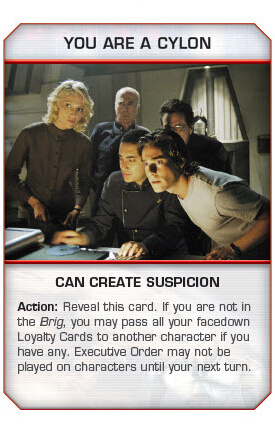 YOU ARE A CYLON
CAN CREATE SUSPICION
Action: Reveal this card. If you are not in
the Brig, you may pass all your facedown
Loyalty Cards to another character if you
have any. Executive Order may not be
played on characters until your next turn.